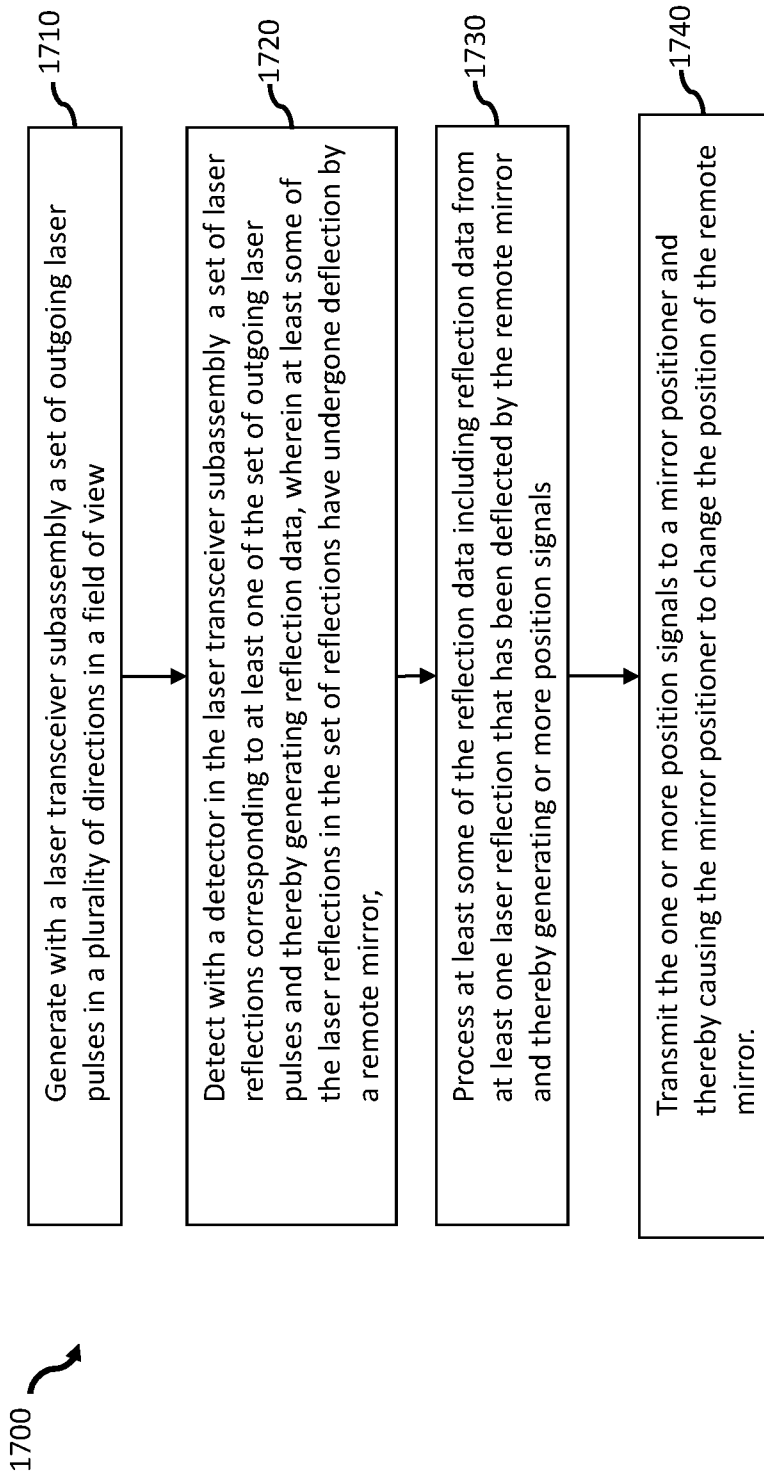 1700
Generate with a laser transceiver subassembly a set of outgoing laser
pulses in a plurality of directions in a field of view
1710
Detect with a detector in the laser transceiver subassembly  a set of laser
reflections corresponding to at least one of the set of outgoing laser
pulses and thereby generating reflection data, wherein at least some of
the laser reflections in the set of reflections have undergone deflection by
a remote mirror,
1720
Process at least some of the reflection data including reflection data from
at least one laser reflection that has been deflected by the remote mirror
and thereby generating or more position signals
1730
Transmit the one or more position signals to a mirror positioner and
thereby causing the mirror positioner to change the position of the remote
mirror.
1740